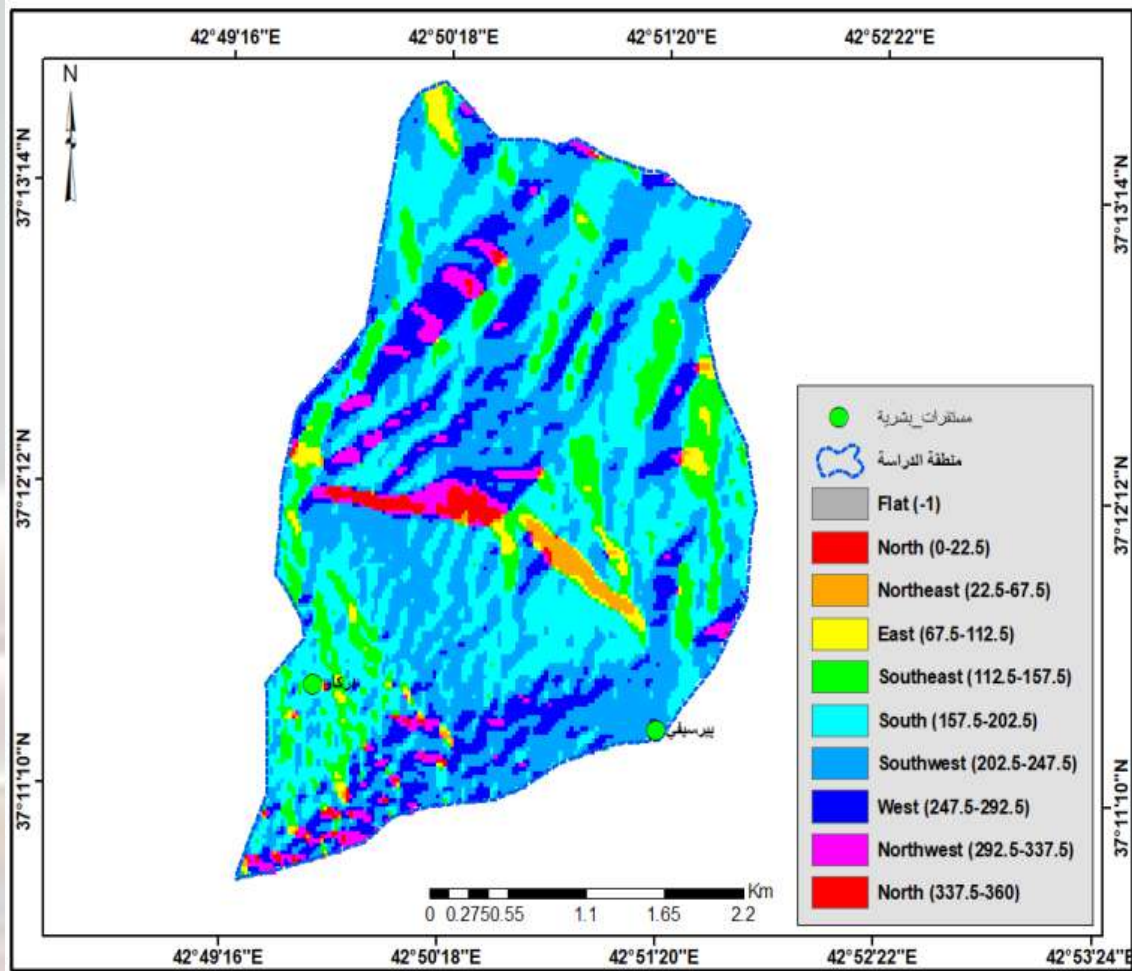 42°49'16"E 42°50'18"E 42°51'20"E 42°52'22"E
N
37°13'14"N
37°12'12"N
37°11'10"N
37°13'14"N
37°12'12"N
37°11'10"N
مستقرات_بشرية
منطقة الدراسة
Flat (-1)
North (0-22.5)
Northeast (22.5-67.5)
East (67.5-112.5)
Southeast (112.5-157.5)
South (157.5-202.5)
Southwest (202.5-247.5)
West (247.5-292.5)
Northwest (292.5-337.5)
North (337.5-360)
بيرسيفي
Km
0 0.275 0.55 1.1 1.65 2.2
42°49'16"E 42°50'18"E 42°51'20"E 42°52'22"E 42°53'24"E